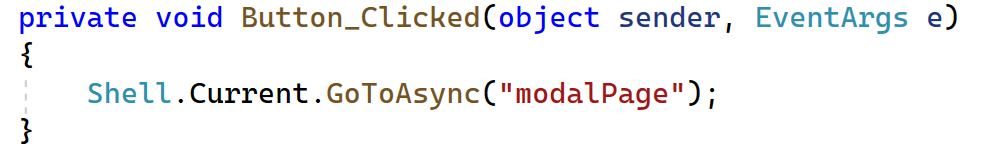 private void Button_Clicked(object sender, EventArgs e)
{
    Shell.Current.GoToAsync("modalPage");
}